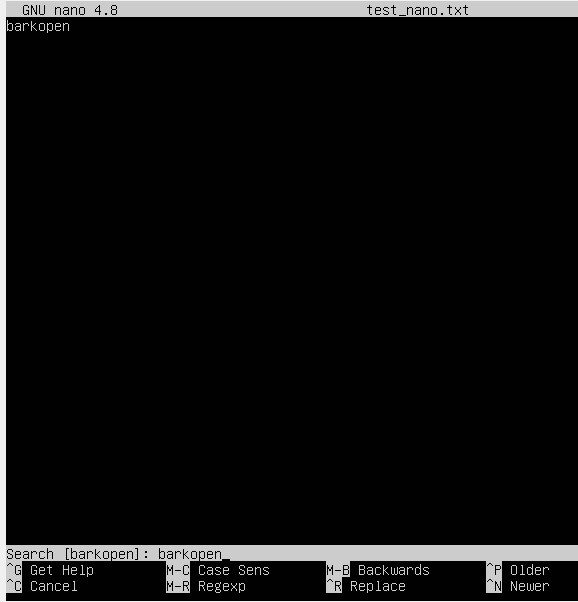 GNU nano 4.8 test_nano.txt
barkopen
Search [barkopen]: barkopen_
^G Get Help M-C Case Sens M-B Backwards ^P Older
^C Cancel M-R Regexp ^R Replace ^N Newer